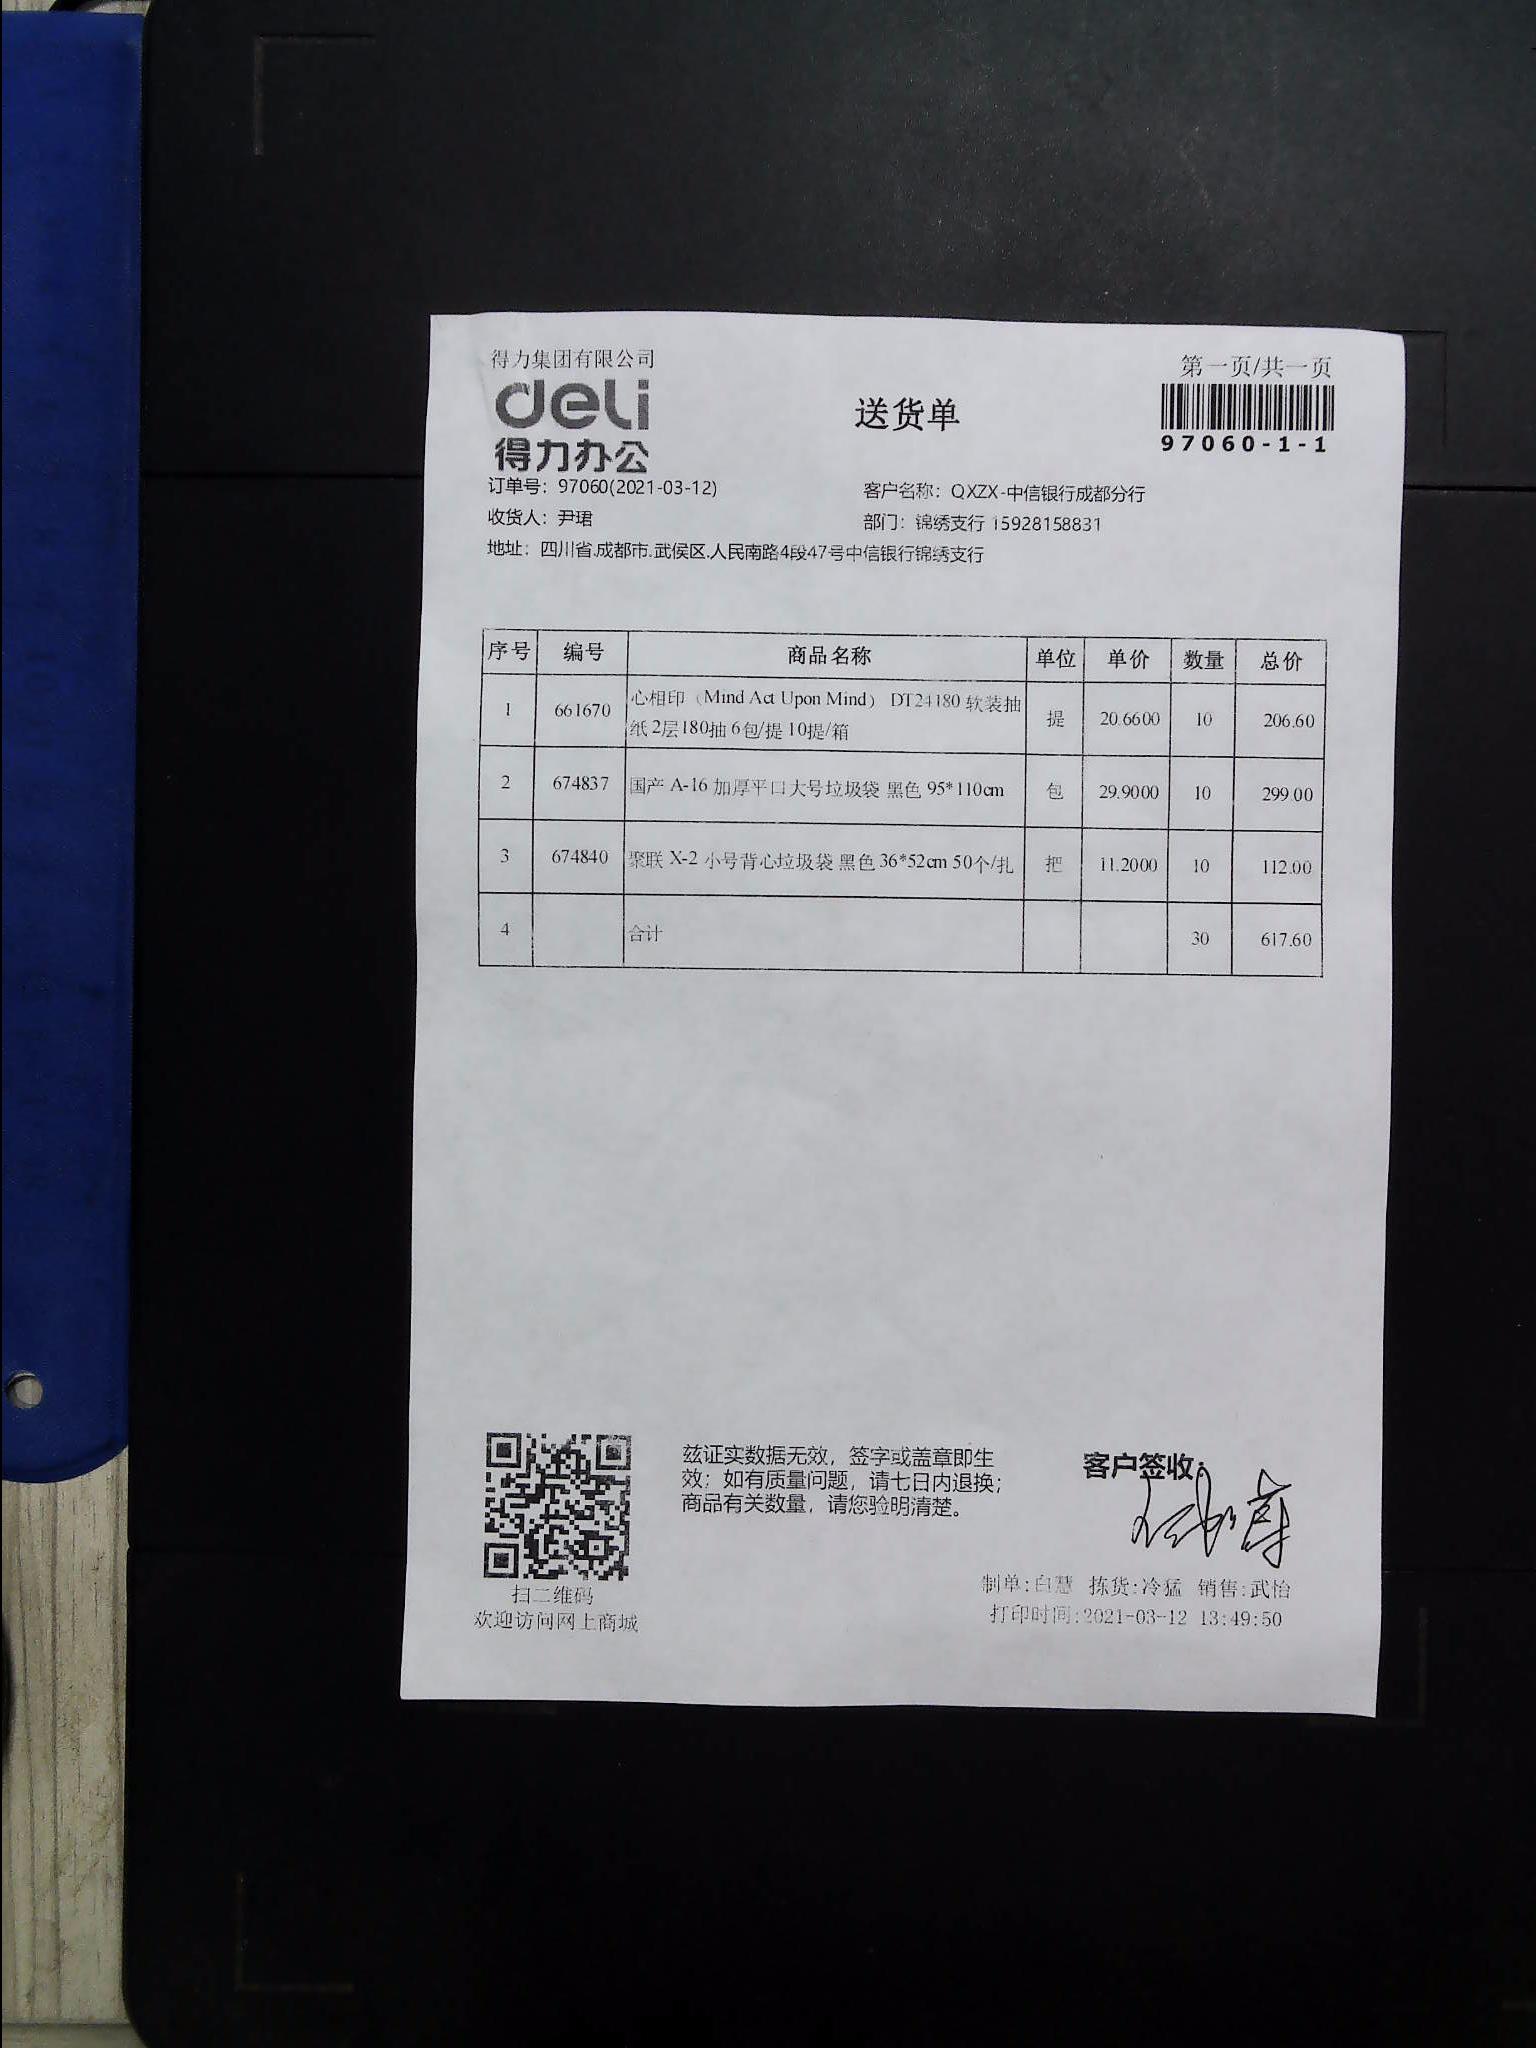 得力集团有限公司
第一页/共一页
deli
得力办公
送货单
97060-1-1
订单号：97060(2021-03-12)
客户名称：QXZX-中信银行成都分行
收货人：尹珺
部门：锦绣支行 15928158831
地址：四川省.成都市.武侯区.人民南路4段47号中信银行锦绣支行
序号 编号 商品名称 单位 单价 数量 总价
1 661670 心相印（Mind Act Upon Mind） DT24180 软装抽
纸 2层180抽 6包/提 10提/箱 提 20.6600 10 206.60
2 674837 国产 A-16 加厚平口大号垃圾袋 黑色 95*110cm 包 29.9000 10 299.00
3 674840 聚联 X-2 小号背心垃圾袋 黑色 36*52cm 50个/扎 把 11.2000 10 112.00
4 合计 30 617.60
兹证实数据无效，签字或盖章即生
效；如有质量问题，请七日内退换；
商品有关数量，请您验明清楚。
客户签收：
扫二维码
欢迎访问网上商城
制单:白慧 拣货:冷猛 销售:武怡
打印时间:2021-03-12 13:49:50